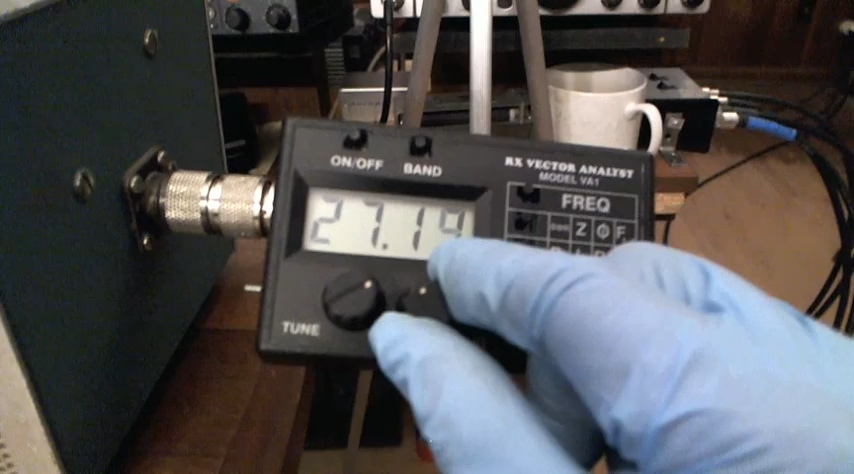 ON/OFF
BAND
RX VECTOR ANALYST
MODEL VA1
FREQ
Z Φ
27.19
TUNE